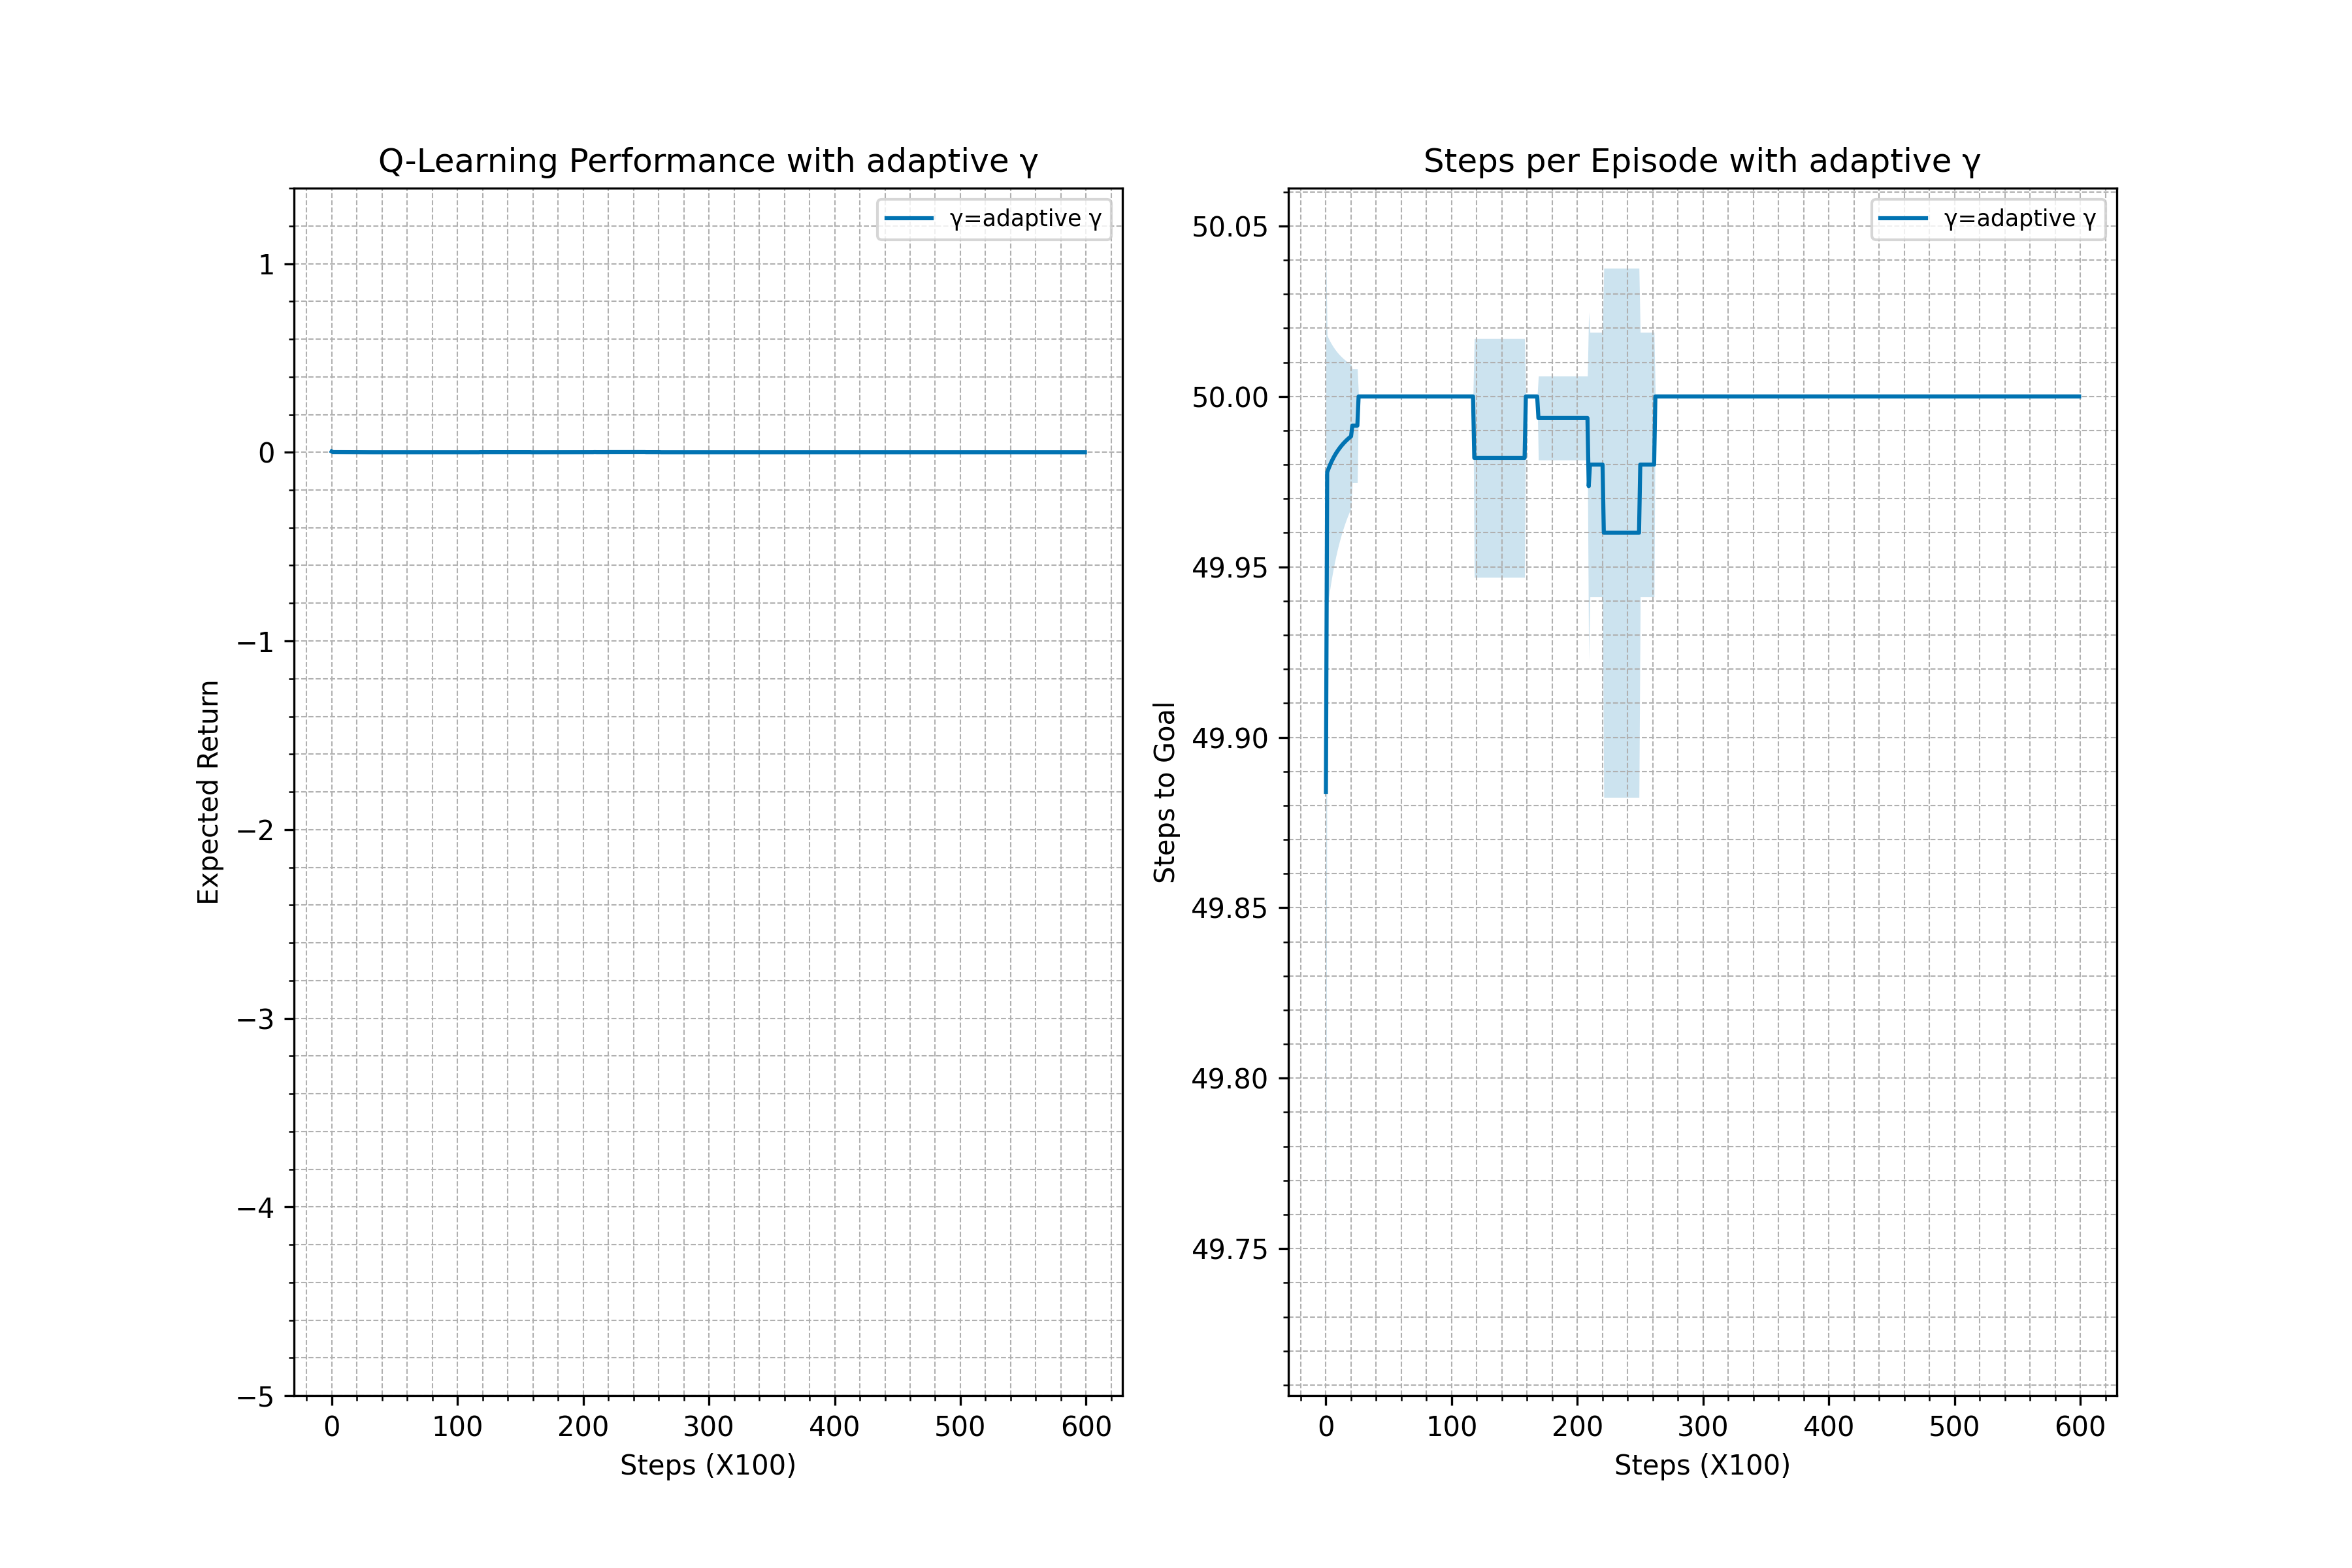 Q-Learning Performance with adaptive γ
γ=adaptive γ
1
0
−1
−2
−3
−4
−5
Expected Return
0 100 200 300 400 500 600
Steps (X100)
Steps per Episode with adaptive γ
γ=adaptive γ
50.05
50.00
49.95
49.90
49.85
49.80
49.75
Steps to Goal
0 100 200 300 400 500 600
Steps (X100)